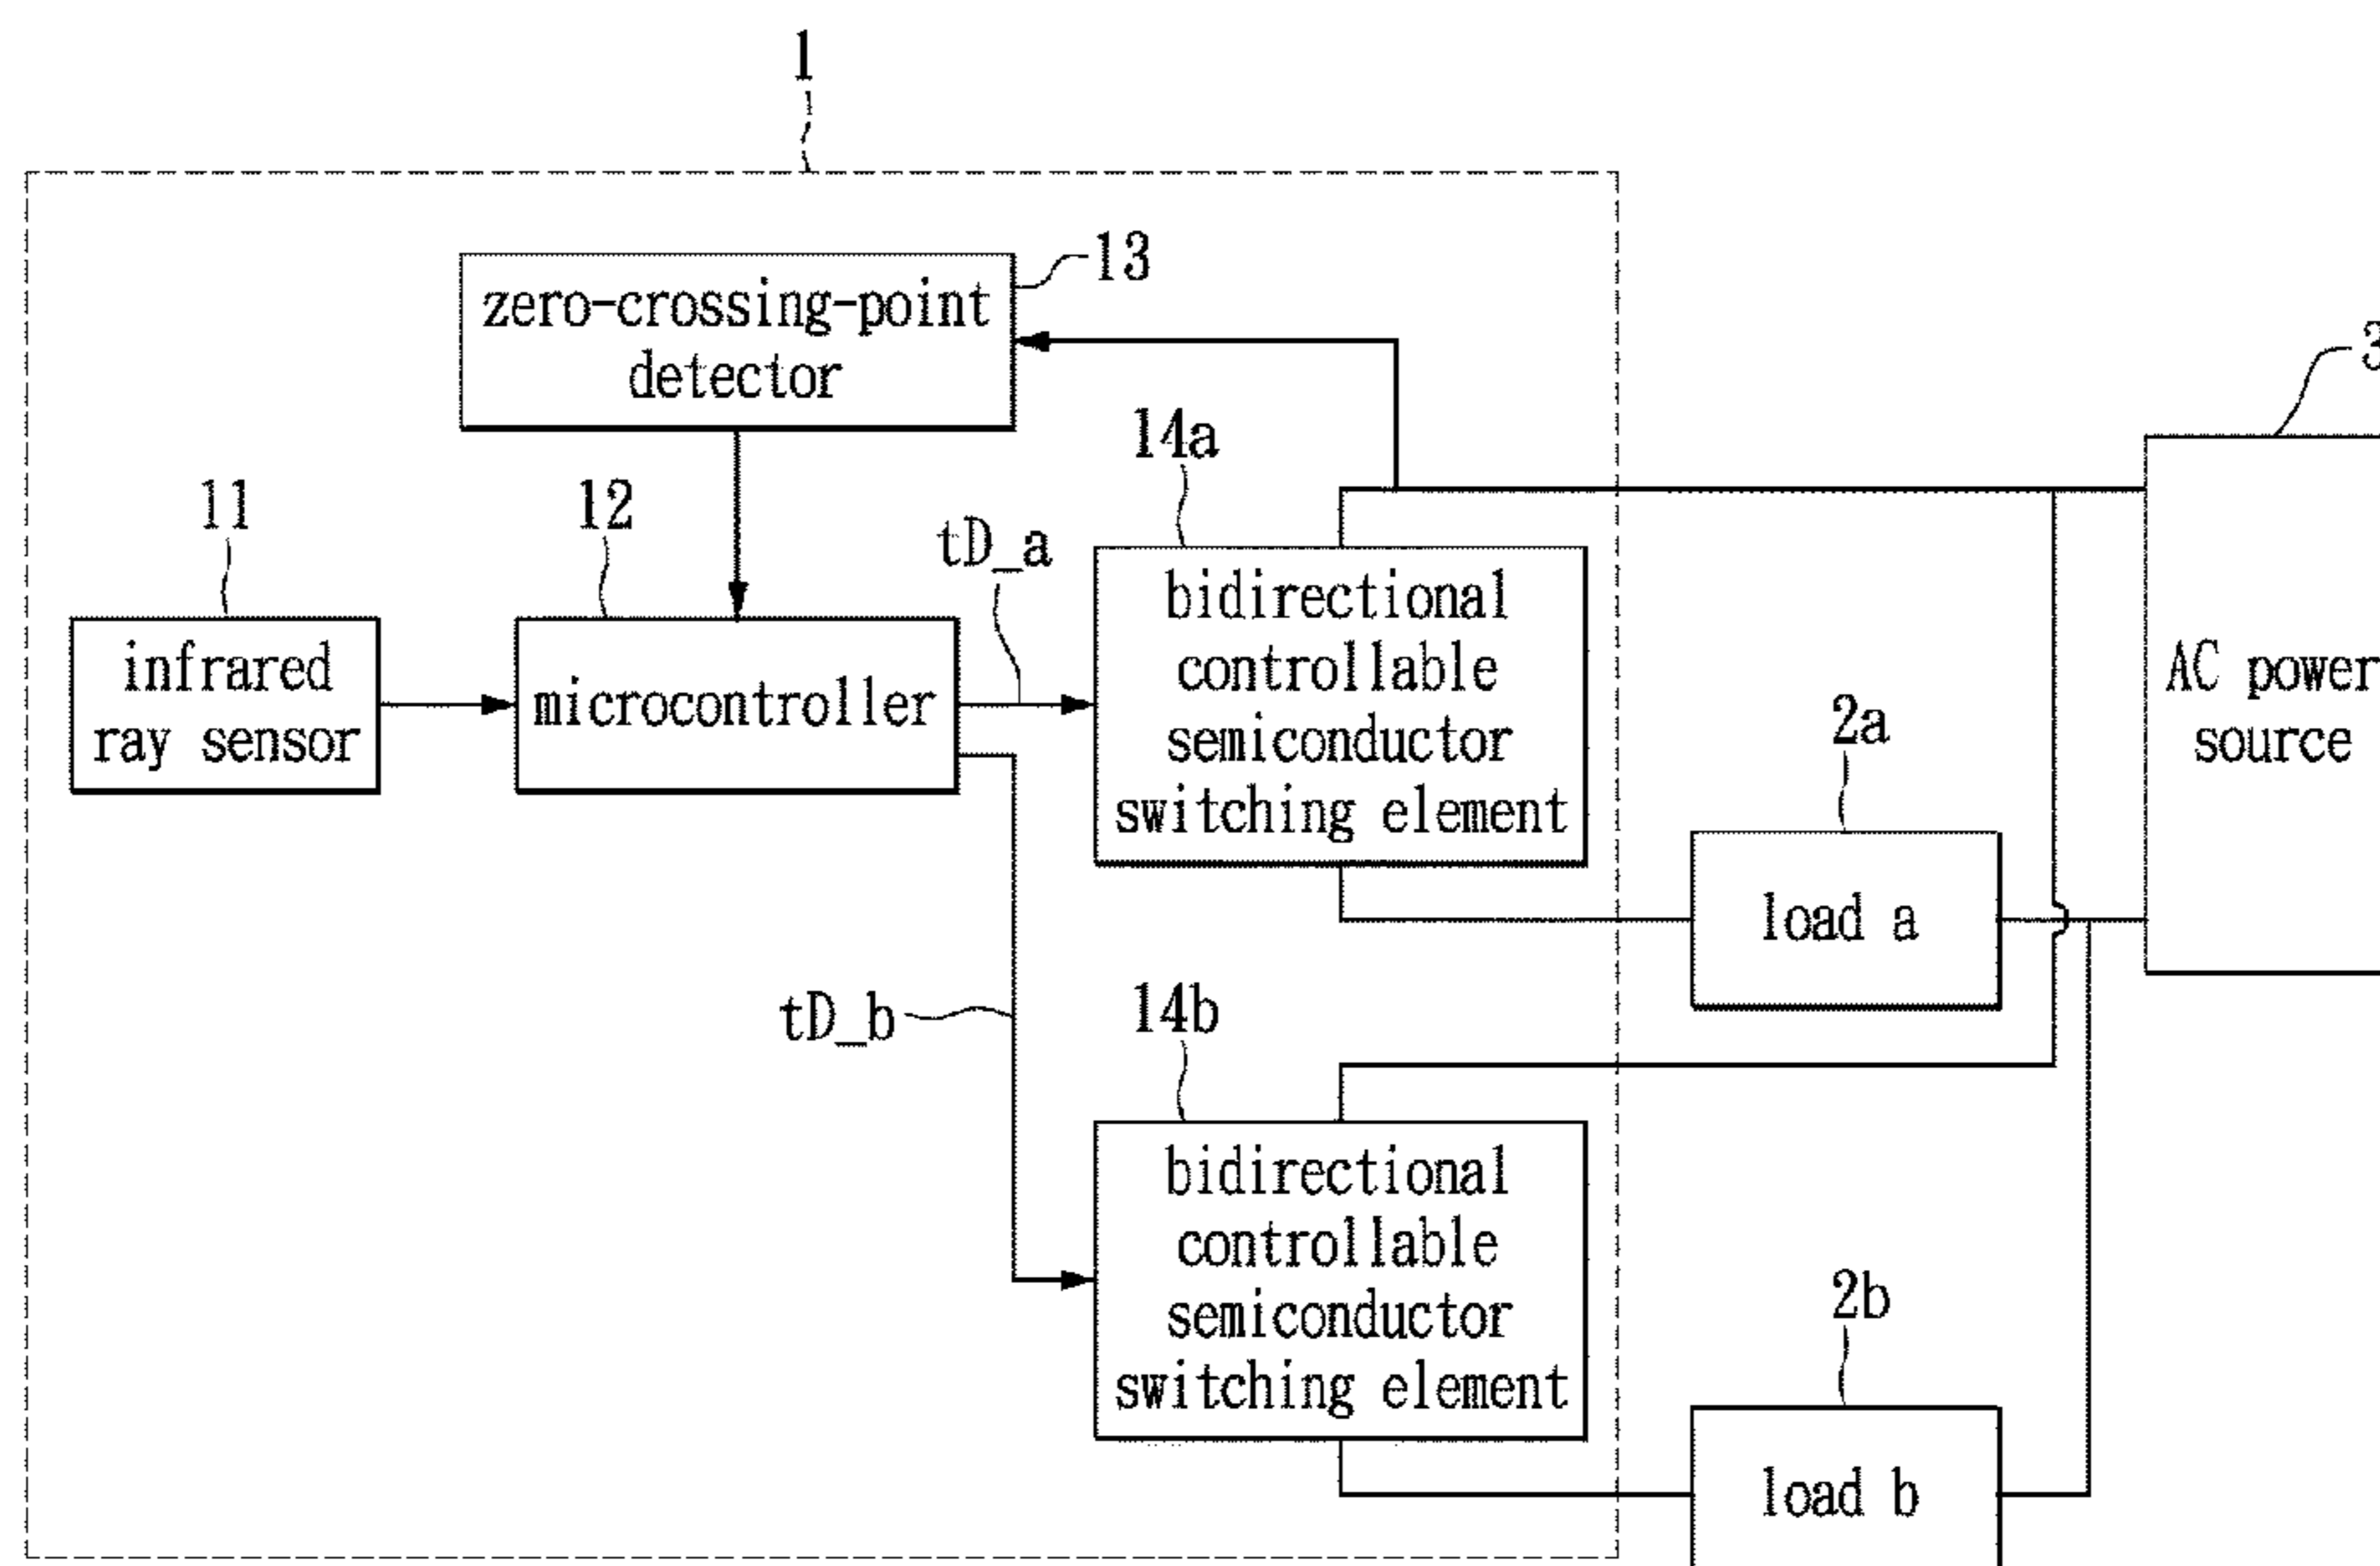 1
zero-crossing-point
detector
13
3
14a
11
12
tD_a
infrared
ray sensor
microcontroller
bidirectional
controllable
semiconductor
switching element
AC power
source
2a
load a
tD_b
14b
bidirectional
controllable
semiconductor
switching element
2b
load b